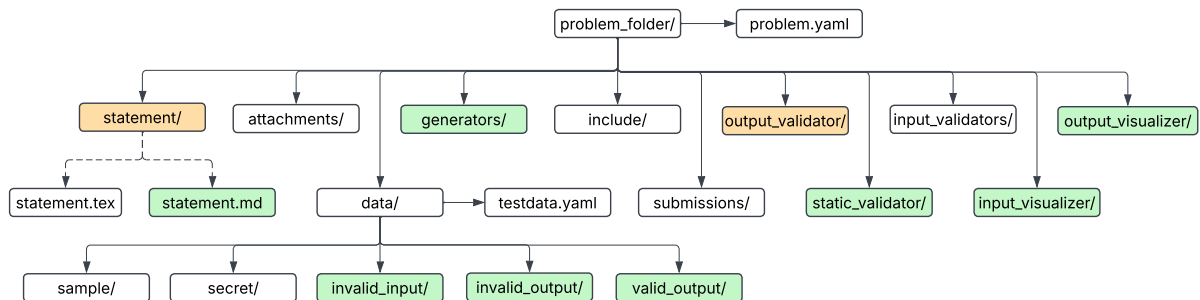 problem_folder/
problem.yaml
statement/
attachments/
generators/
include/
output_validator/
input_validators/
output_visualizer/
statement.tex
statement.md
data/
testdata.yaml
submissions/
static_validator/
input_visualizer/
sample/
secret/
invalid_input/
invalid_output/
valid_output/